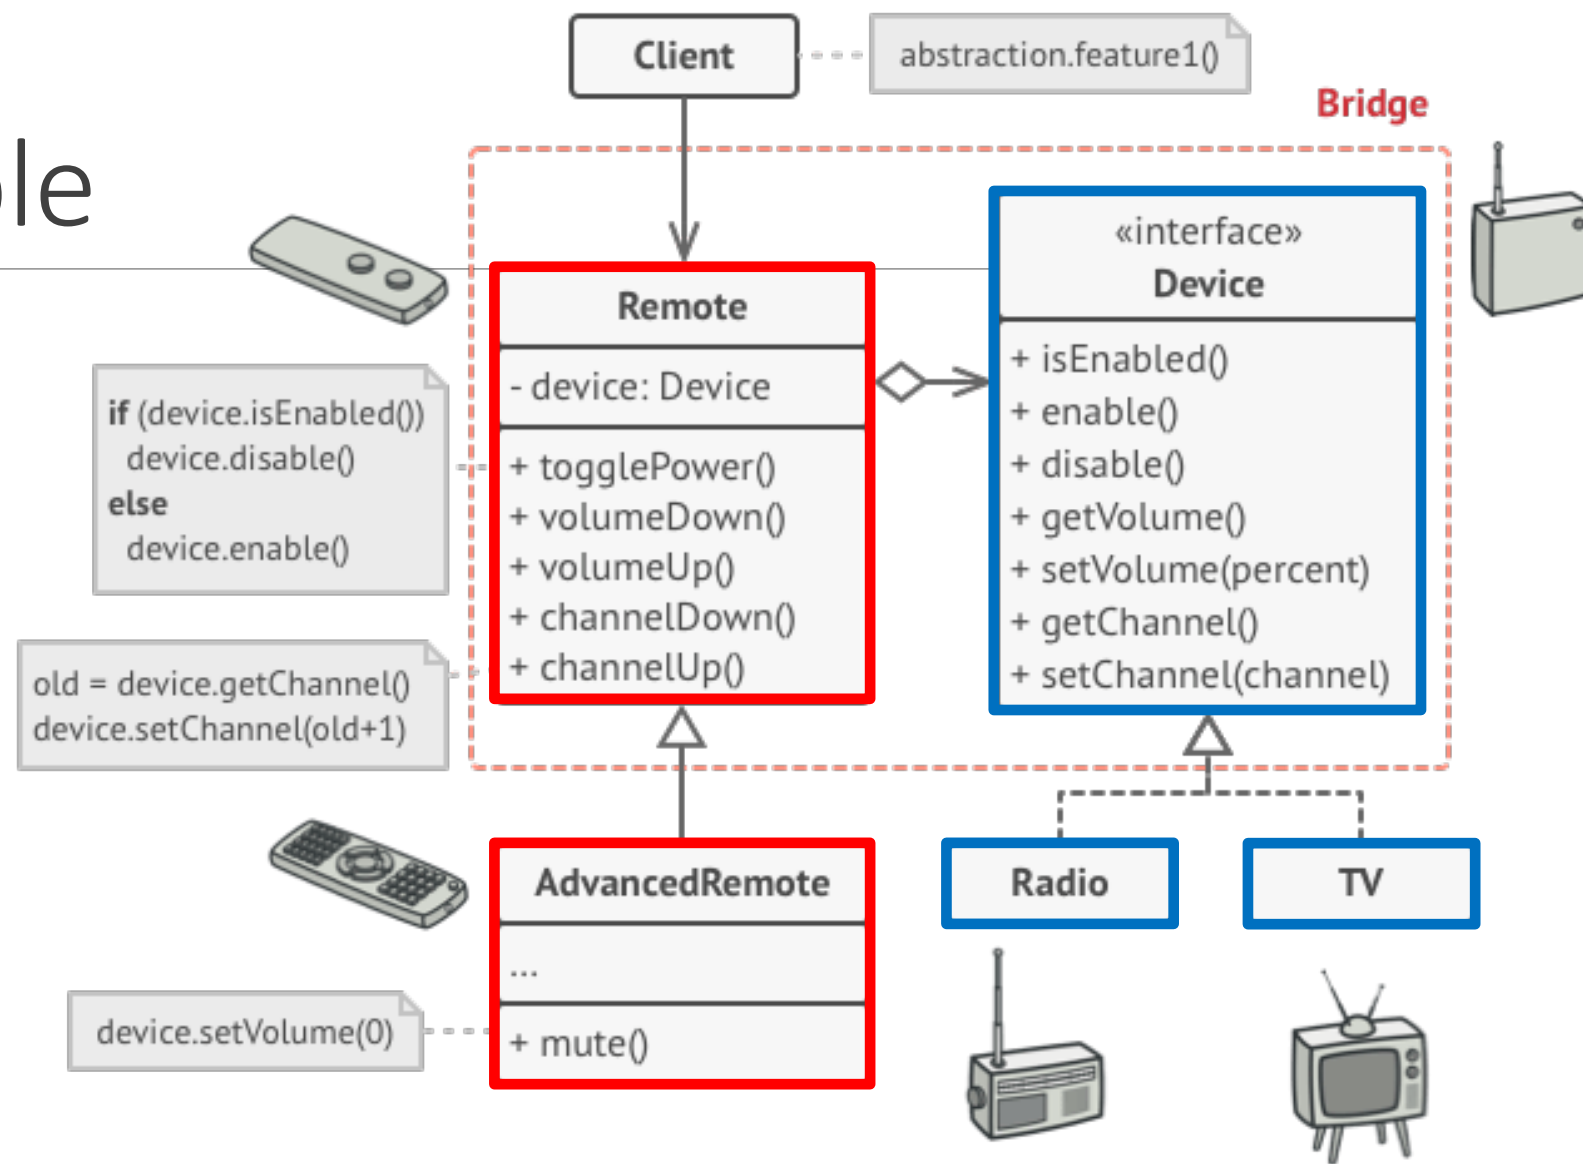 Client
abstraction.feature1()
Bridge
«interface»
Device
+ isEnabled()
+ enable()
+ disable()
+ getVolume()
+ setVolume(percent)
+ getChannel()
+ setChannel(channel)
Remote
- device: Device
+ togglePower()
+ volumeDown()
+ volumeUp()
+ channelDown()
+ channelUp()
if (device.isEnabled())
device.disable()
else
device.enable()
old = device.getChannel()
device.setChannel(old+1)
AdvancedRemote
...
+ mute()
device.setVolume(0)
Radio
TV